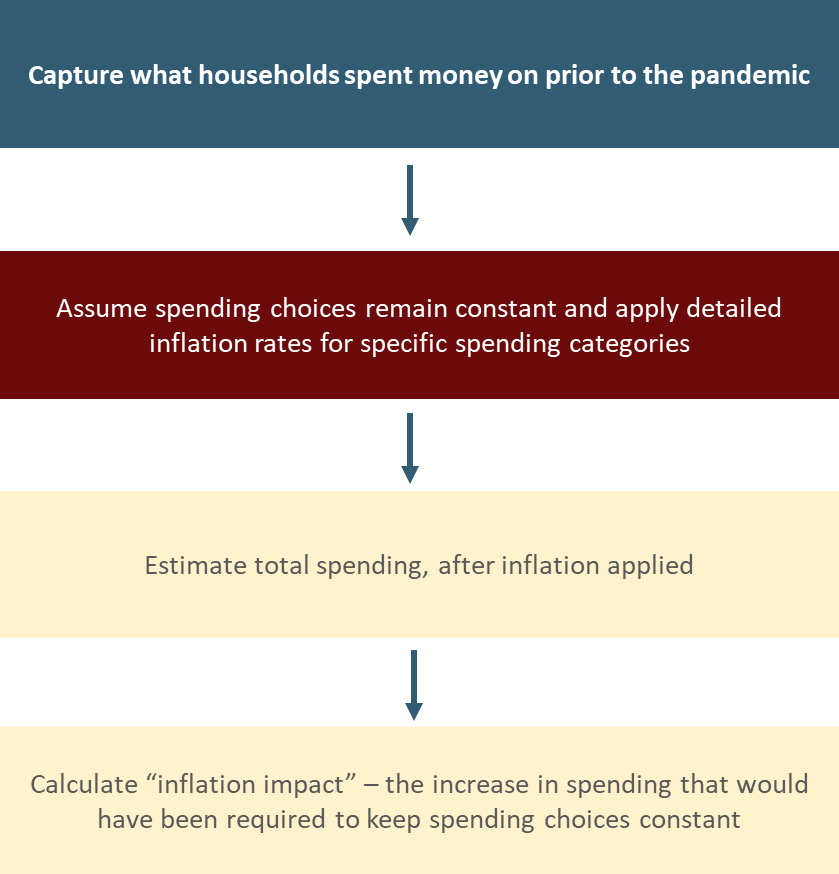 Capture what households spent money on prior to the pandemic
Assume spending choices remain constant and apply detailed
inflation rates for specific spending categories
Estimate total spending, after inflation applied
Calculate “inflation impact” – the increase in spending that would
have been required to keep spending choices constant